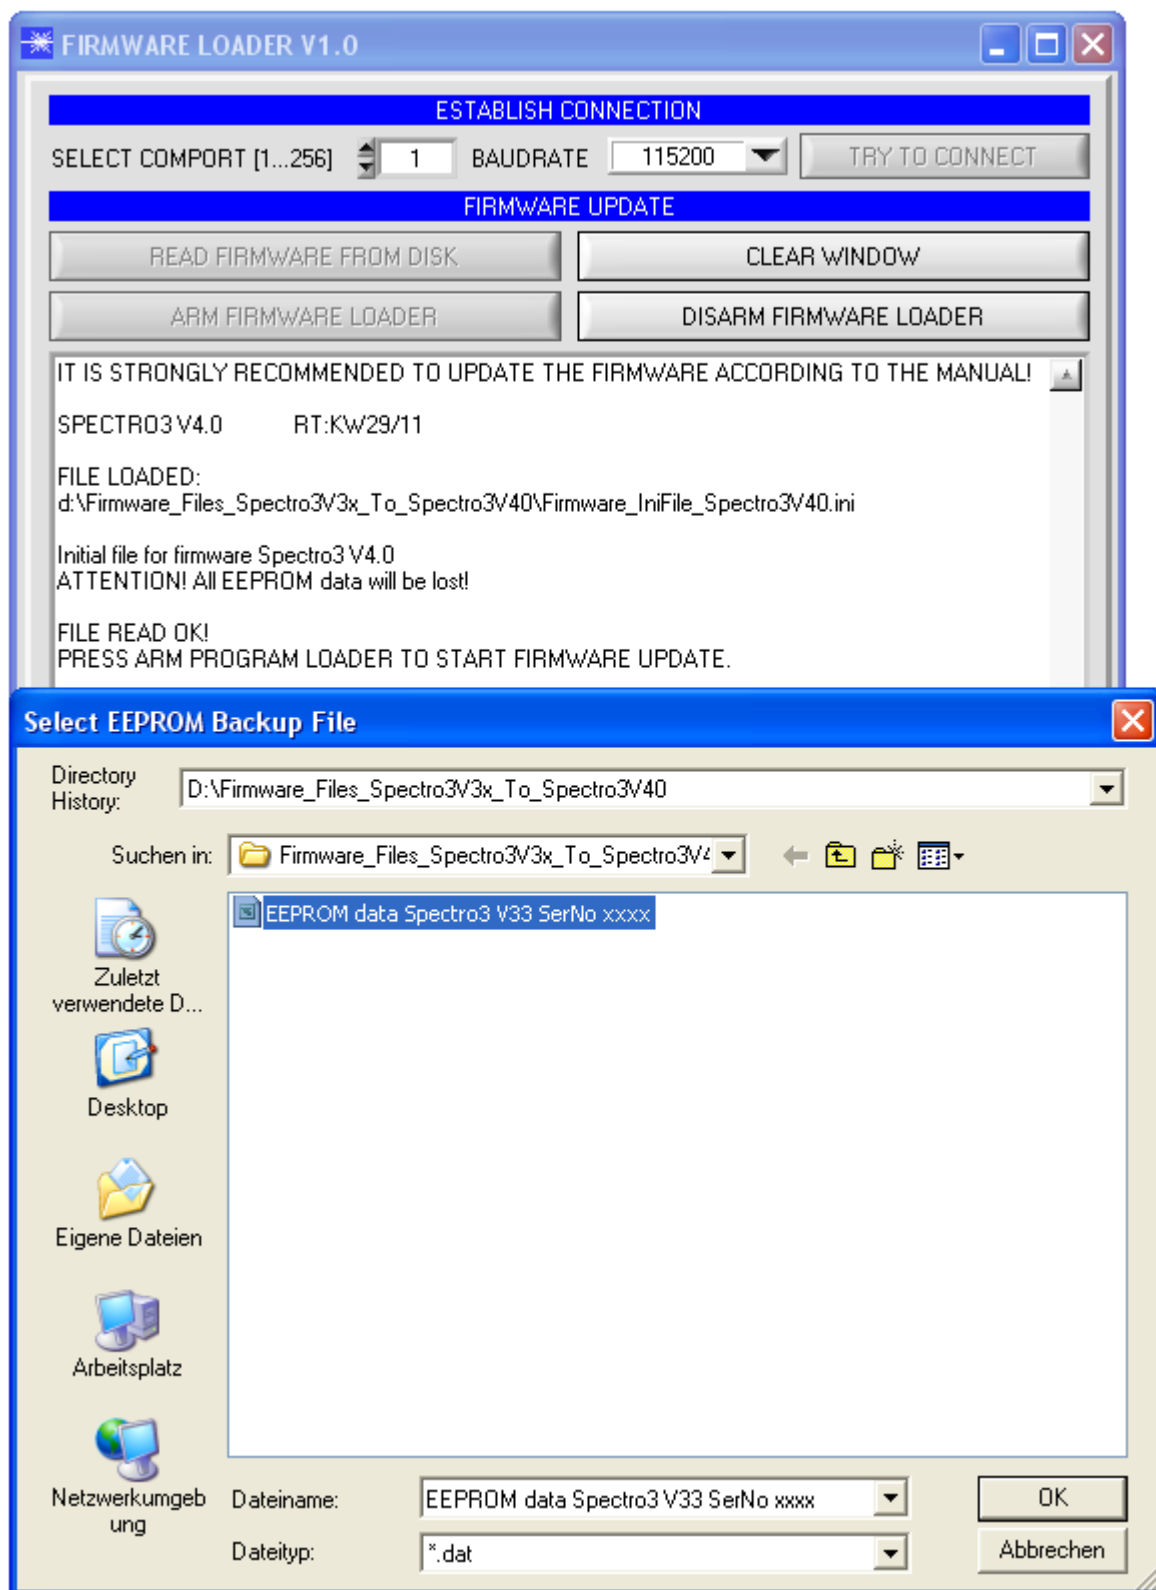 FIRMWARE LOADER V1.0
ESTABLISH CONNECTION
SELECT COMPORT [1...256] 1 BAUDRATE 115200 TRY TO CONNECT
FIRMWARE UPDATE
READ FIRMWARE FROM DISK CLEAR WINDOW
ARM FIRMWARE LOADER DISARM FIRMWARE LOADER
IT IS STRONGLY RECOMMENDED TO UPDATE THE FIRMWARE ACCORDING TO THE MANUAL!
SPECTRO3 V4.0 RT:KW29/11
FILE LOADED:
d:\Firmware_Files_Spectro3V3x_To_Spectro3V40\Firmware_IniFile_Spectro3V40.ini
Initial file for firmware Spectro3 V4.0
ATTENTION! All EEPROM data will be lost!
FILE READ OK!
PRESS ARM PROGRAM LOADER TO START FIRMWARE UPDATE.
Select EEPROM Backup File
Directory
History:
D:\Firmware_Files_Spectro3V3x_To_Spectro3V40
Suchen in: Firmware_Files_Spectro3V3x_To_Spectro3V4
EEPROM data Spectro3 V33 SerNo xxxx
Zuletzt
verwendete D...
Desktop
Eigene Dateien
Arbeitsplatz
Netzwerkumgeb
ung
Dateiname: EEPROM data Spectro3 V33 SerNo xxxx OK
Dateityp: *.dat Abbrechen